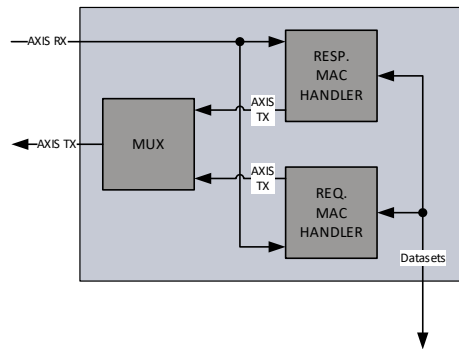 AXIS RX
RESP.
MAC
HANDLER
AXIS
TX
AXIS TX
MUX
AXIS
TX
REQ.
MAC
HANDLER
Datasets